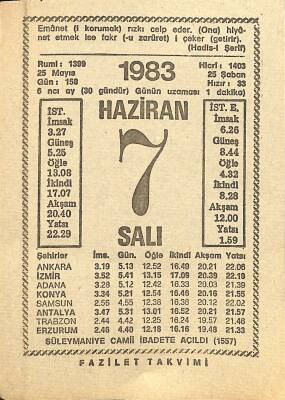 Emânet (i korumak) rızkı celp eder. (Ona) hiyâ-
net etmek ise fakr (-u zarûret) i çeker (getirir).
(Hadis-i Şerif)
Rumi : 1399
25 Mayıs
Gün : 158
1983
Hicri : 1403
25 Şaban
Hızır : 33
6 ncı ay (30 gündür) Günün uzaması 1 dakika)
İST.
İmsak
3.27
Güneş
5.25
Öğle
13.08
İkindi
17.07
Akşam
20.40
Yatsı
22.29
HAZİRAN
7
SALI
İST. E,
İmsak
6.26
Güneş
8.44
Öğle
4.32
İkindi
8.28
Akşam
12.00
Yatsı
1.59
Şehirler İms. Gün. Öğle İkindi Akşam Yatsı
ANKARA 3.19 5.13 12.52 16.49 20.21 22.06
İZMİR 3.52 5.41 13.15 17.09 20.39 22.18
ADANA 3.28 5.12 12.42 16.33 20.03 21.39
KONYA 3.24 5.21 12.54 16.46 20.16 21.55
SAMSUN 2.56 4.55 12.38 16.38 20.12 22.02
ANTALYA 3.47 5.31 13.01 16.52 20.21 21.57
TRABZON 2.44 4.42 12.25 16.24 19.57 21.46
ERZURUM 2.46 4.40 12.18 16.16 19.48 21.33
SÜLEYMANİYE CAMİİ İBADETE AÇILDI (1557)
FAZİLET TAKVİMİ